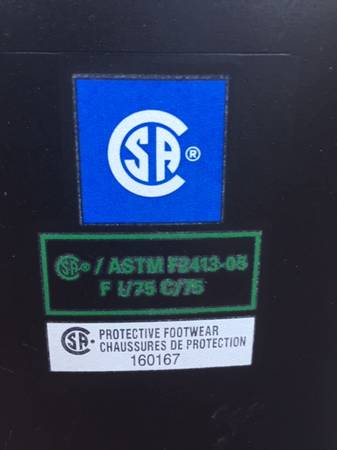 CSA ®
CSA ® / ASTM F2413-05
F I/75 C/75
CSA PROTECTIVE FOOTWEAR
CHAUSSURES DE PROTECTION
160167